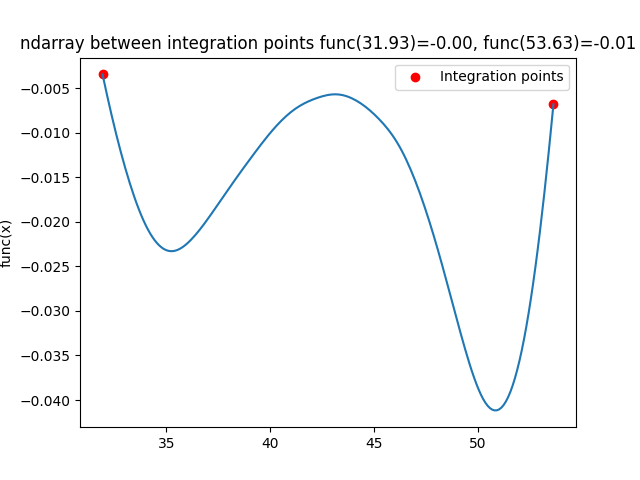 ndarray between integration points func(31.93)=-0.00, func(53.63)=-0.01
Integration points
−0.005
−0.010
−0.015
−0.020
−0.025
−0.030
−0.035
−0.040
func(x)
35 40 45 50